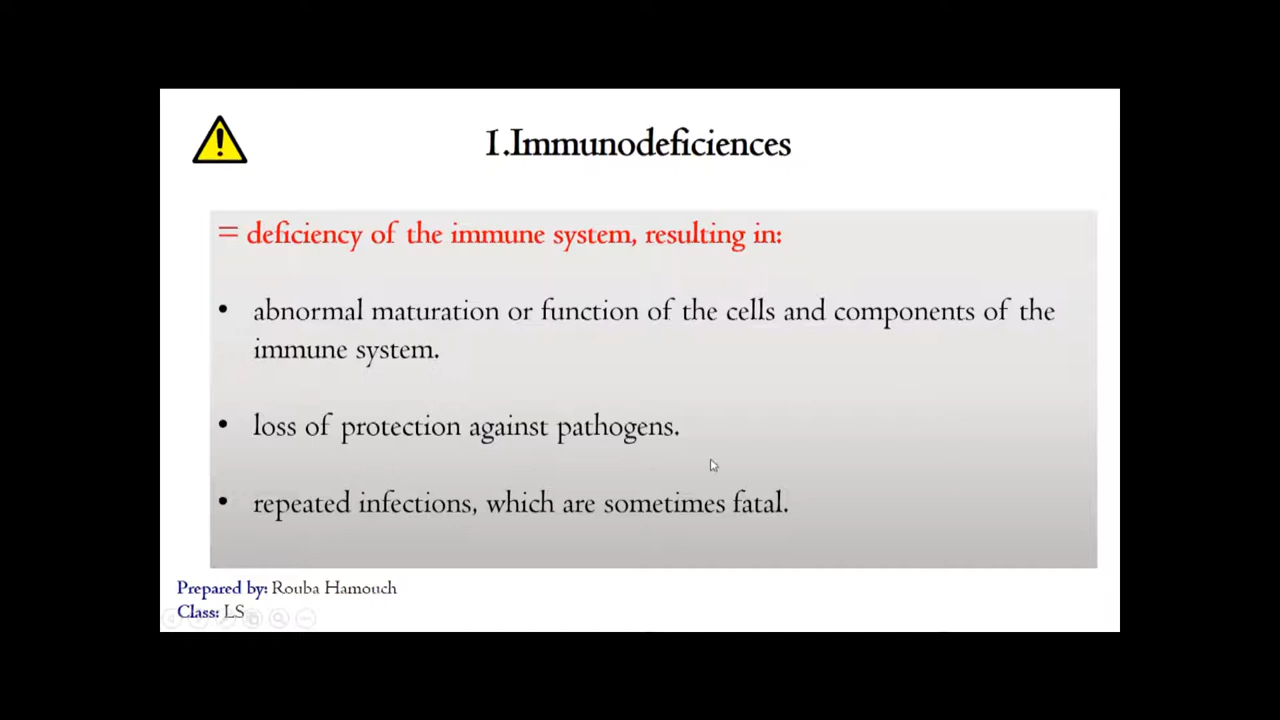 1.Immunodeficiences
= deficiency of the immune system, resulting in:
• abnormal maturation or function of the cells and components of the
immune system.
• loss of protection against pathogens.
• repeated infections, which are sometimes fatal.
Prepared by: Rouba Hamouch
Class: LS